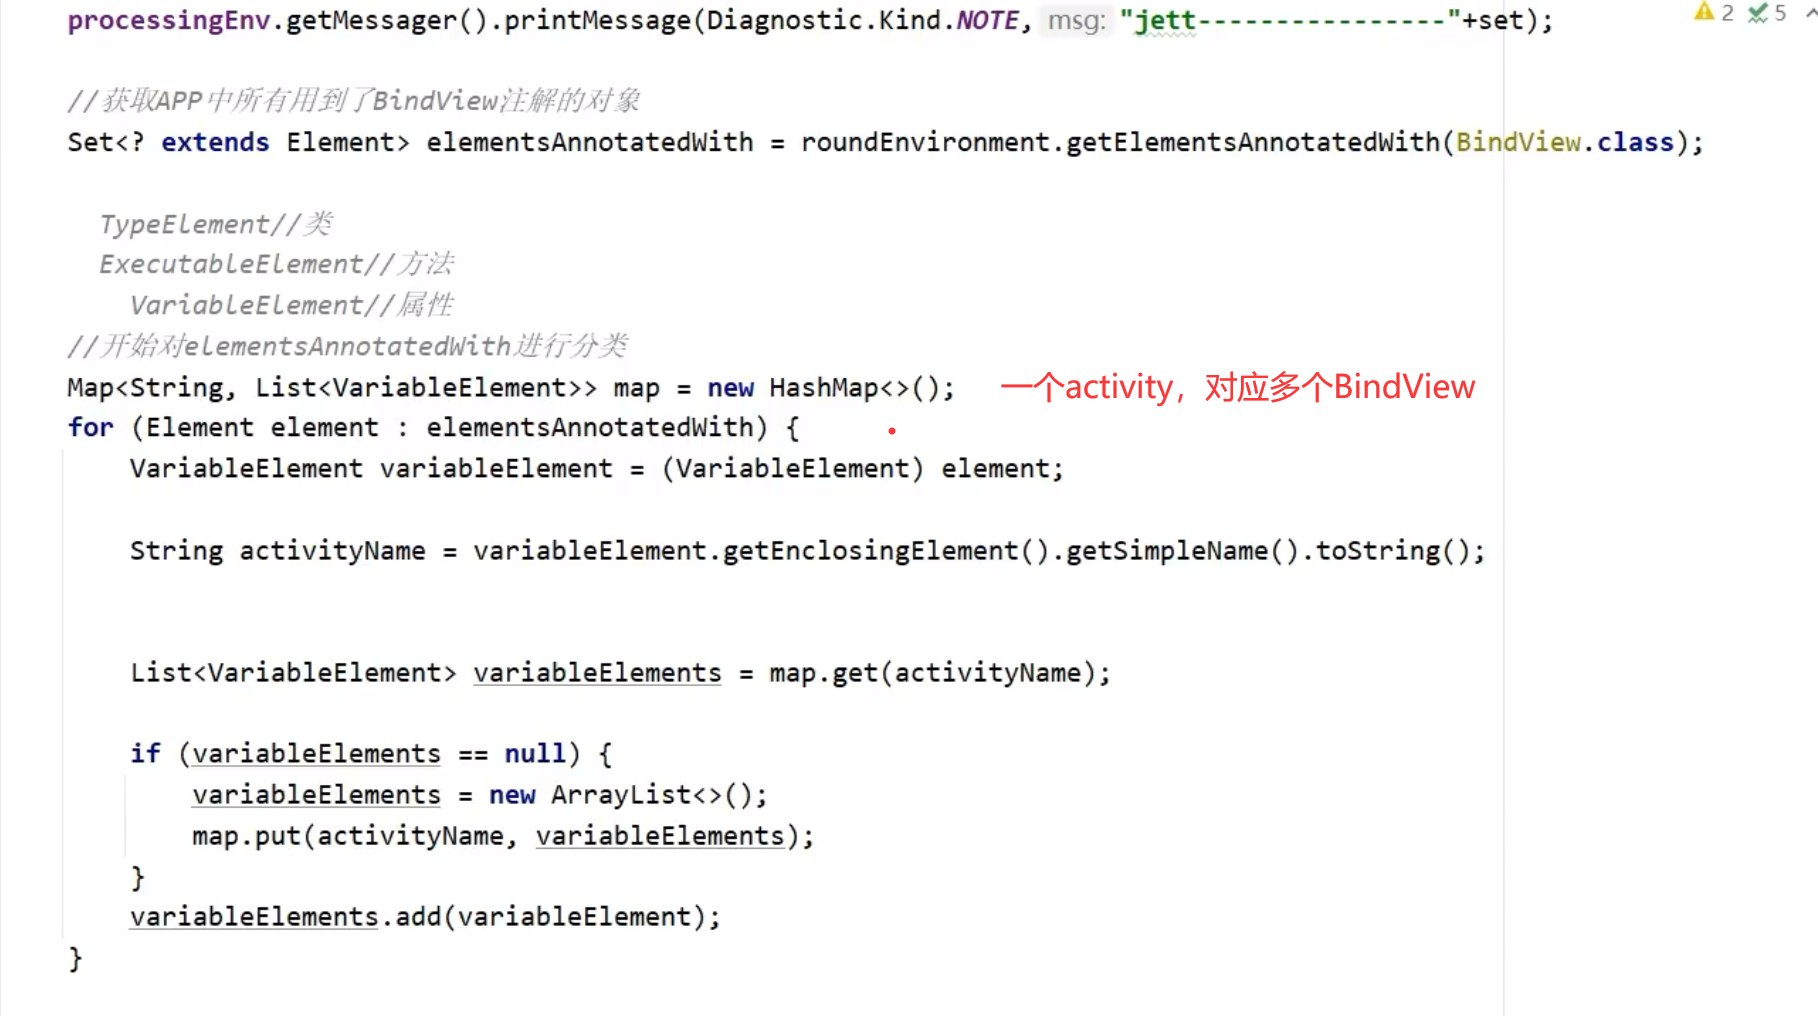 processingEnv.getMessager().printMessage(Diagnostic.Kind.NOTE, msg: "jett----------------"+set);
2 5
//获取APP中所有用到了BindView注解的对象
Set<? extends Element> elementsAnnotatedWith = roundEnvironment.getElementsAnnotatedWith(BindView.class);
TypeElement//类
ExecutableElement//方法
VariableElement//属性
//开始对elementsAnnotatedWith进行分类
Map<String, List<VariableElement>> map = new HashMap<>(); 一个activity，对应多个BindView
for (Element element : elementsAnnotatedWith) {
VariableElement variableElement = (VariableElement) element;
String activityName = variableElement.getEnclosingElement().getSimpleName().toString();
List<VariableElement> variableElements = map.get(activityName);
if (variableElements == null) {
variableElements = new ArrayList<>();
map.put(activityName, variableElements);
}
variableElements.add(variableElement);
}